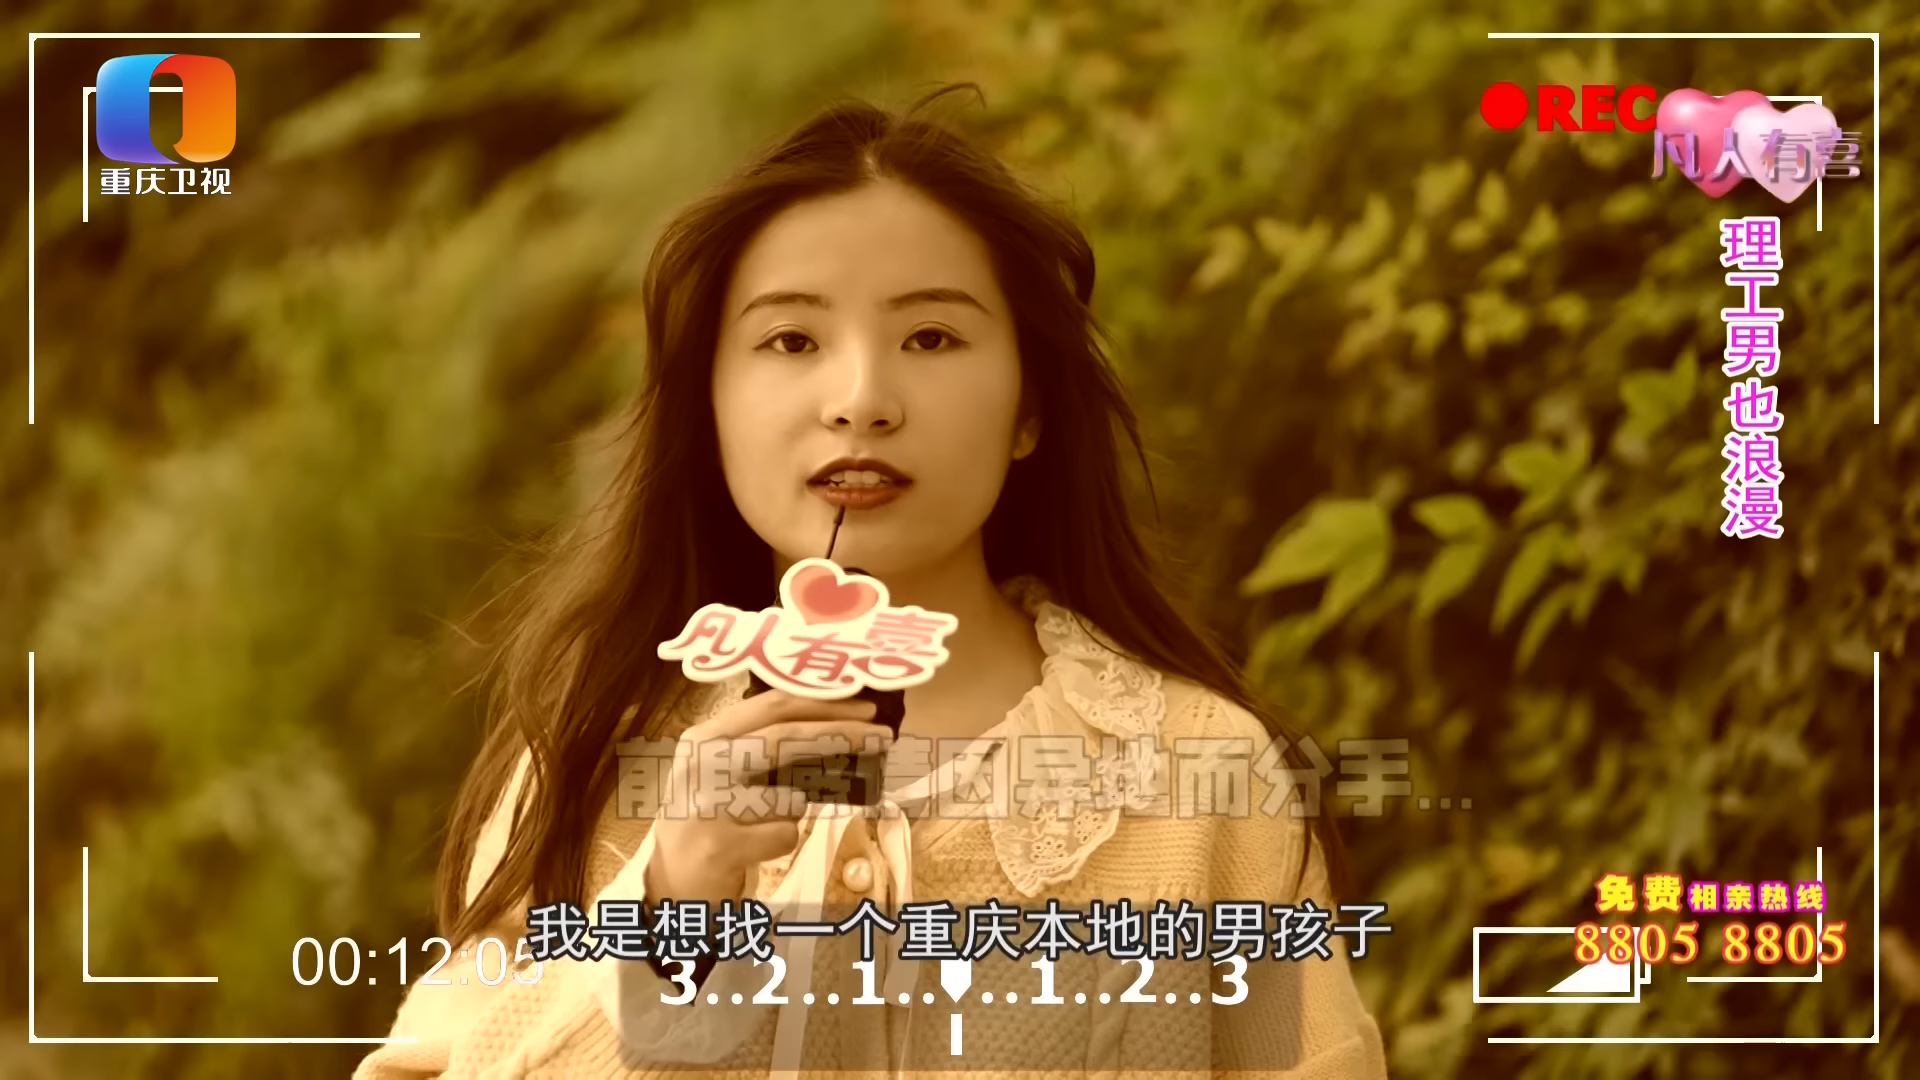 重庆卫视
REC
凡人有喜
理工男也浪漫
凡人有喜
前段感情因异地而分手...
免费相亲热线
8805 8805
我是想找一个重庆本地的男孩子
00:12:05
3..2..1.. ..1..2..3